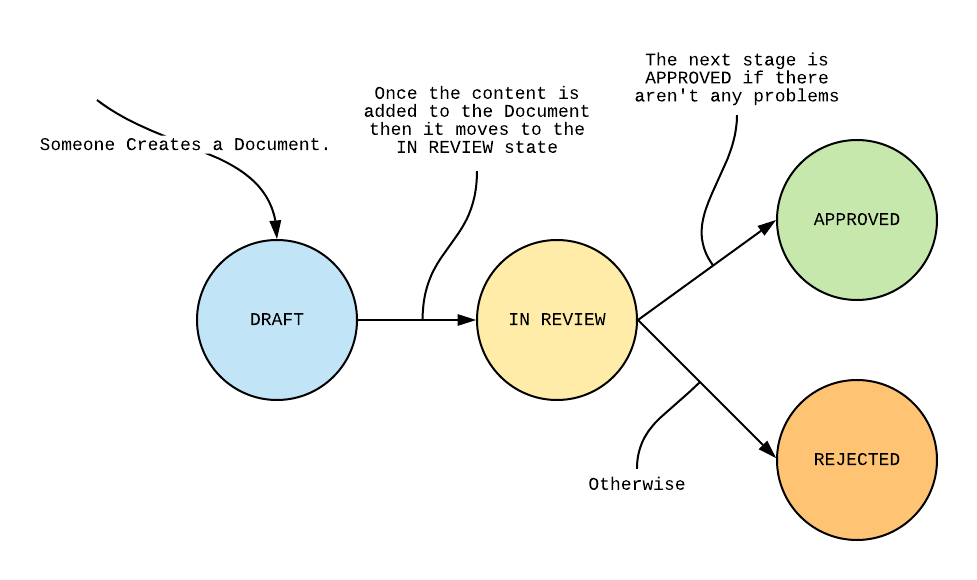 The next stage is
APPROVED if there
aren't any problems
Once the content is
added to the Document
then it moves to the
IN REVIEW state
Someone Creates a Document.
APPROVED
DRAFT
IN REVIEW
REJECTED
Otherwise